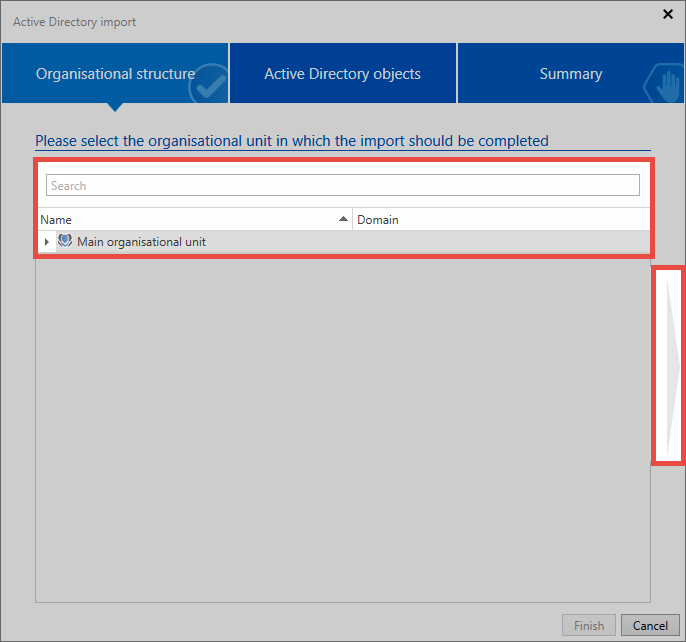 Active Directory import
Organisational structure
Active Directory objects
Summary
Please select the organisational unit in which the import should be completed
Search
Name
Domain
Main organisational unit
Finish
Cancel